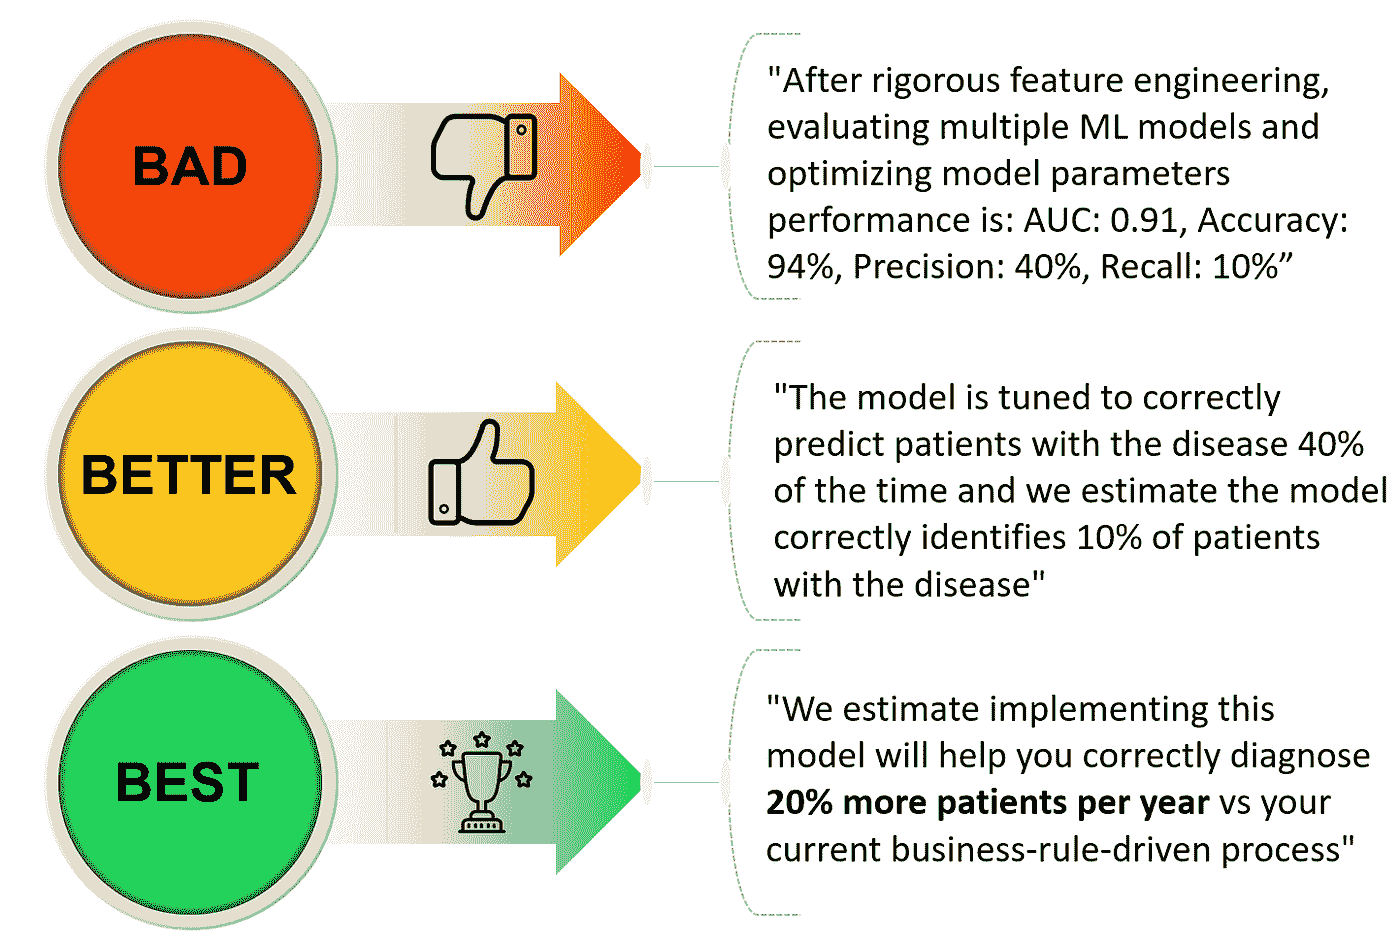 BAD
"After rigorous feature engineering,
evaluating multiple ML models and
optimizing model parameters
performance is: AUC: 0.91, Accuracy:
94%, Precision: 40%, Recall: 10%”
BETTER
"The model is tuned to correctly
predict patients with the disease 40%
of the time and we estimate the model
correctly identifies 10% of patients
with the disease"
BEST
"We estimate implementing this
model will help you correctly diagnose
20% more patients per year vs your
current business-rule-driven process"